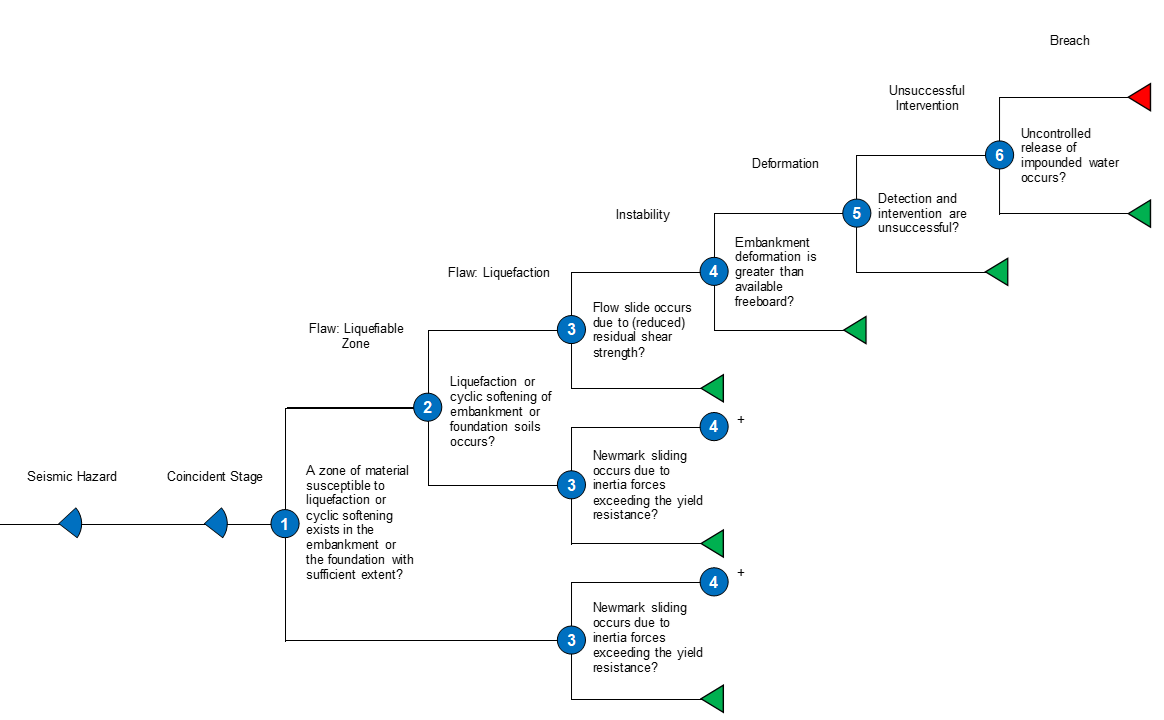 Breach
Unsuccessful
Intervention
Uncontrolled
release of
impounded water
occurs?
6
Deformation
Detection and
intervention are
unsuccessful?
5
Instability
Embankment
deformation is
greater than
available
freeboard?
4
Flaw: Liquefaction
Flow slide occurs
due to (reduced)
residual shear
strength?
3
Flaw: Liquefiable
Zone
Liquefaction or
cyclic softening of
embankment or
foundation soils
occurs?
2
4 +
Newmark sliding
occurs due to
inertia forces
exceeding the yield
resistance?
3
Seismic Hazard
Coincident Stage
A zone of material
susceptible to
liquefaction or
cyclic softening
exists in the
embankment or
the foundation with
sufficient extent?
1
4 +
Newmark sliding
occurs due to
inertia forces
exceeding the yield
resistance?
3